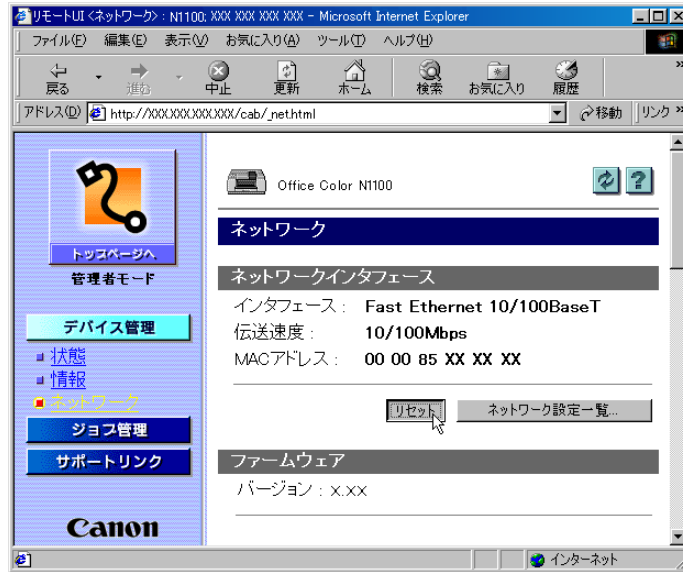 リモートUI <ネットワーク> : N1100; XXX XXX XXX XXX - Microsoft Internet Explorer
ファイル(F) 編集(E) 表示(V) お気に入り(A) ツール(T) ヘルプ(H)
戻る 進む 中止 更新 ホーム 検索 お気に入り 履歴 »
アドレス(D) http://XXX.XXX.XXX.XXX/cab/_net.html 移動 リンク »
Office Color N1100
トップページへ
管理者モード
デバイス管理
状態
情報
ネットワーク
ジョブ管理
サポートリンク
Canon
ネットワーク
ネットワークインタフェース
インタフェース : Fast Ethernet 10/100BaseT
伝送速度 : 10/100Mbps
MACアドレス : 00 00 85 XX XX XX
リセット ネットワーク設定一覧...
ファームウェア
バージョン : x.xx
インターネット